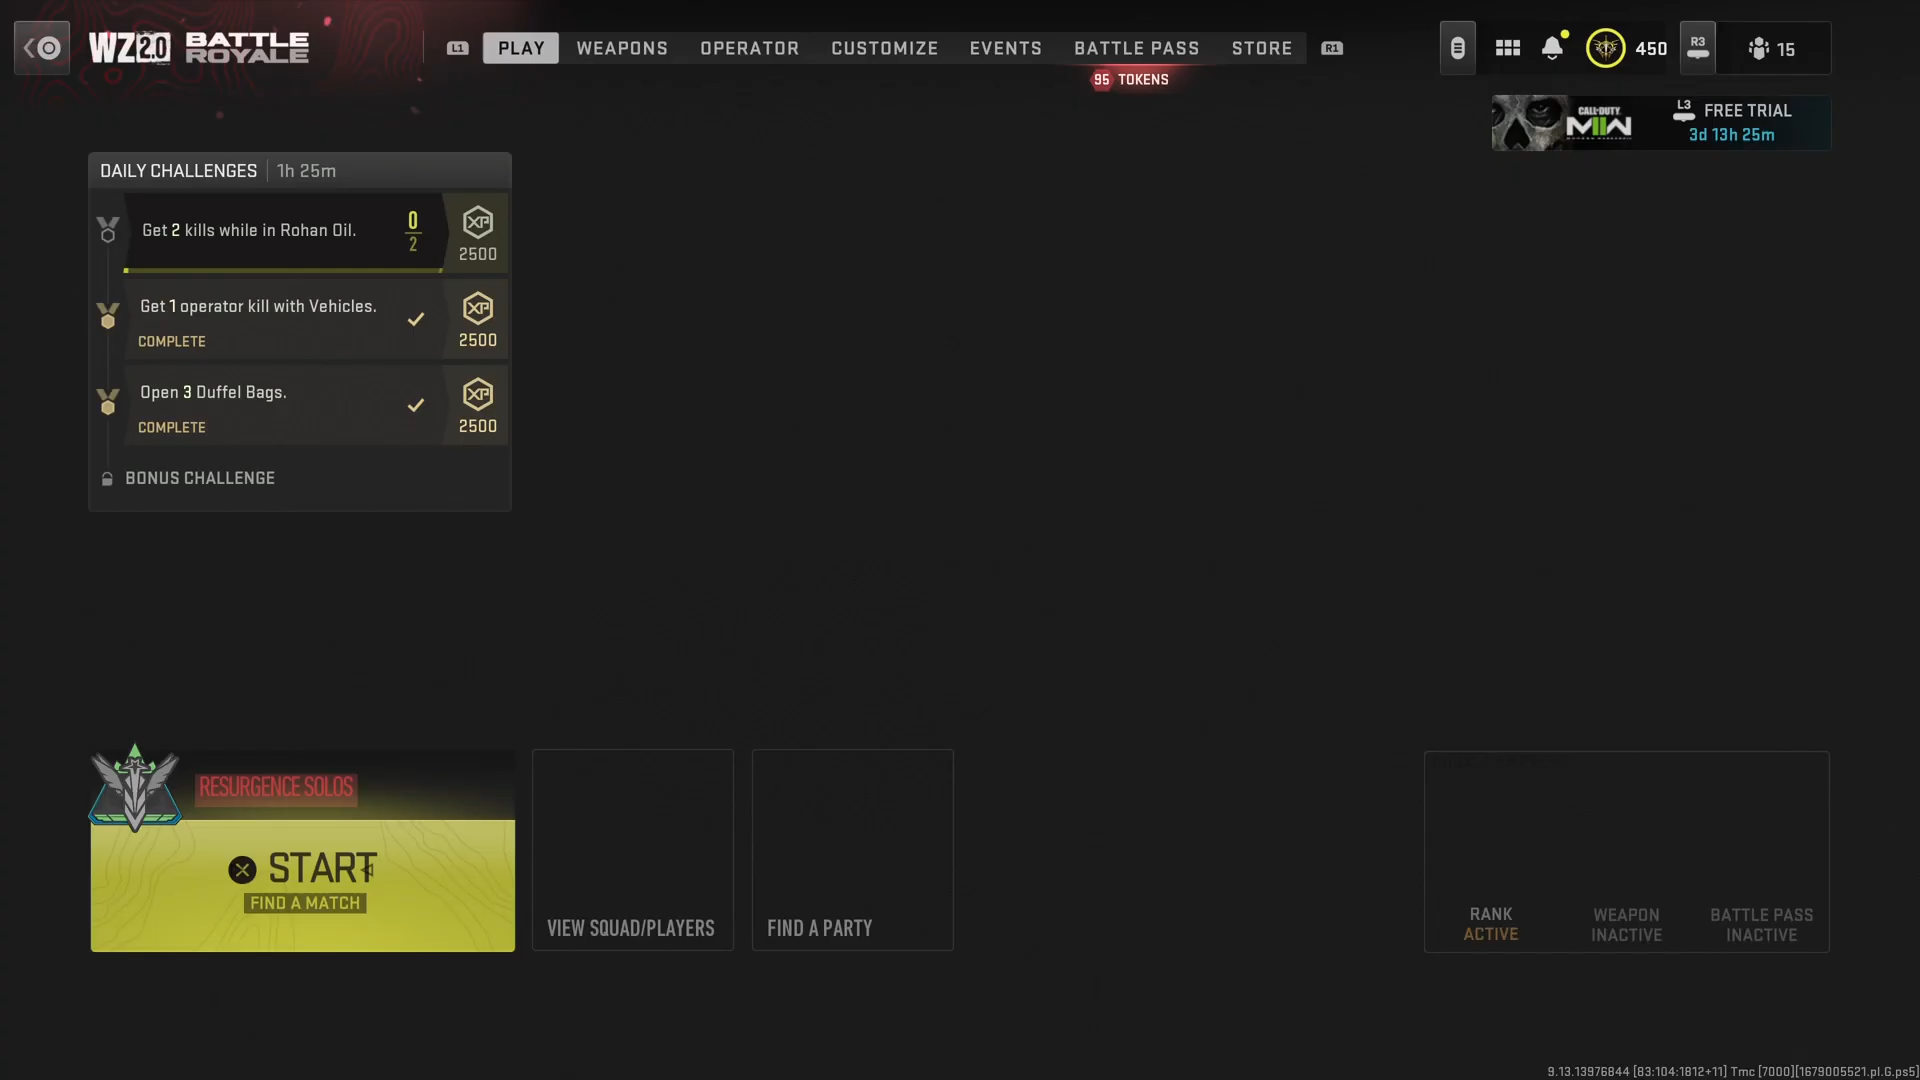 WZ2.0 BATTLE ROYALE
L1 PLAY WEAPONS OPERATOR CUSTOMIZE EVENTS BATTLE PASS STORE R1
95 TOKENS
450
R3
15
CALL OF DUTY
MWII
L3 FREE TRIAL
3d 13h 25m
DAILY CHALLENGES 1h 25m
Get 2 kills while in Rohan Oil.
0
2
XP
2500
Get 1 operator kill with Vehicles.
COMPLETE
XP
2500
Open 3 Duffel Bags.
COMPLETE
XP
2500
BONUS CHALLENGE
RESURGENCE SOLOS
START
FIND A MATCH
VIEW SQUAD/PLAYERS
FIND A PARTY
RANK
ACTIVE
WEAPON
INACTIVE
BATTLE PASS
INACTIVE
9.13.13976844 [83:104:1812+11] Tmc [7000][1679005521.pl.G.ps5]